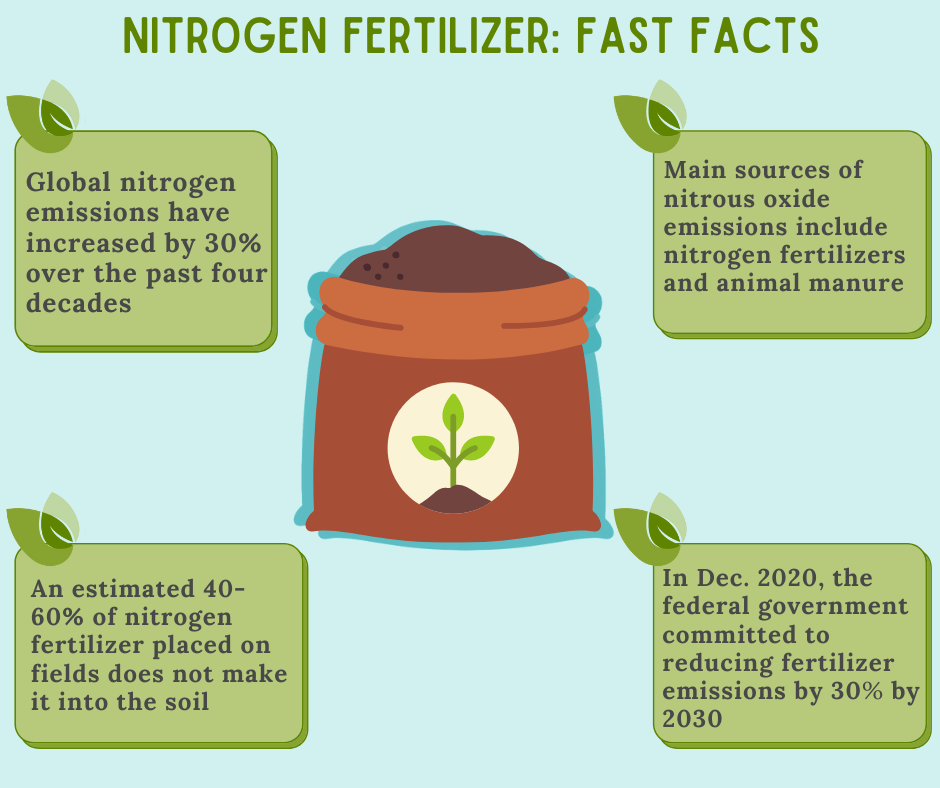 NITROGEN FERTILIZER: FAST FACTS
Global nitrogen
emissions have
increased by 30%
over the past four
decades
Main sources of
nitrous oxide
emissions include
nitrogen fertilizers
and animal manure
An estimated 40-
60% of nitrogen
fertilizer placed on
fields does not make
it into the soil
In Dec. 2020, the
federal government
committed to
reducing fertilizer
emissions by 30% by
2030